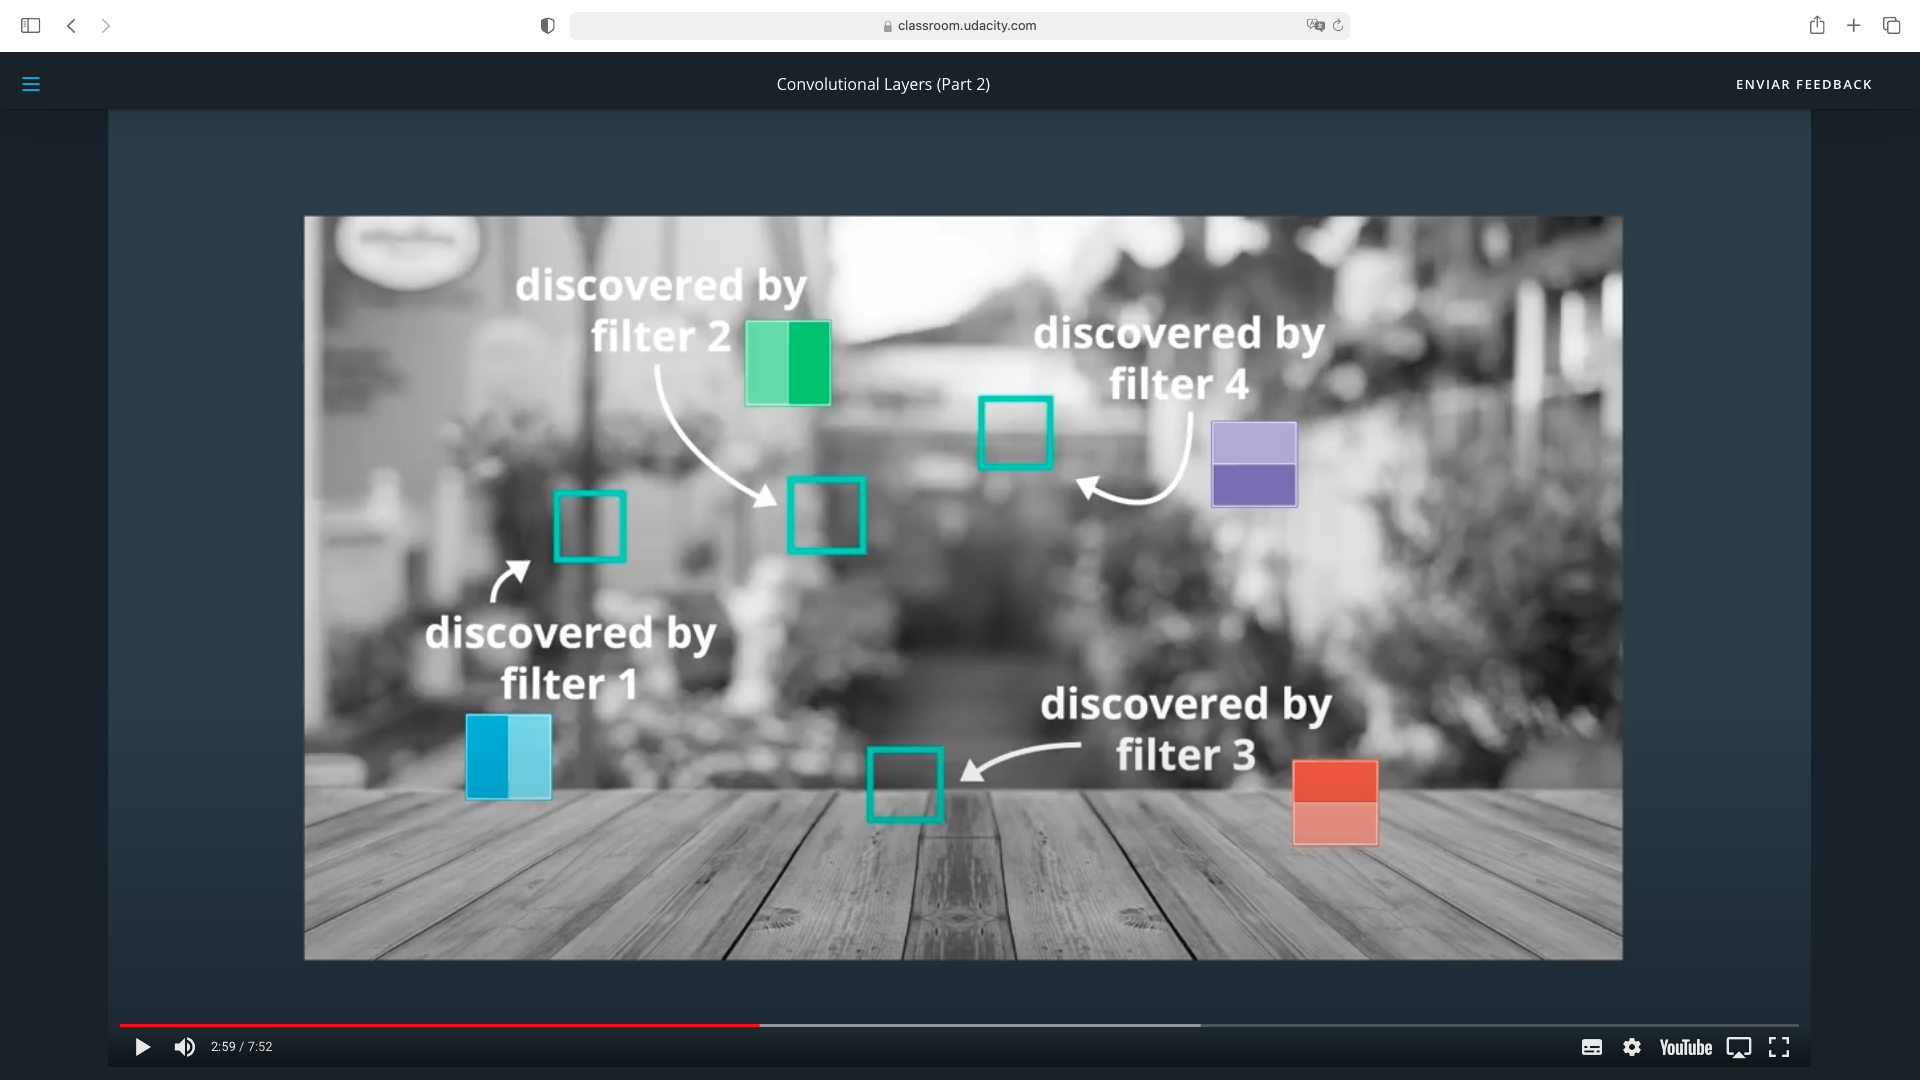 classroom.udacity.com
Convolutional Layers (Part 2)
ENVIAR FEEDBACK
discovered by
filter 2
discovered by
filter 4
discovered by
filter 1
discovered by
filter 3
2:59 / 7:52
YouTube